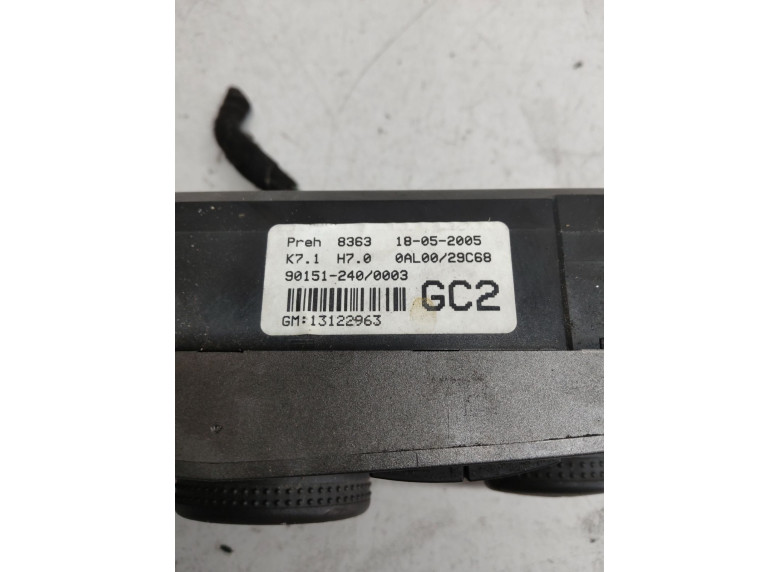 Preh 8363 18-05-2005
K7.1 H7.0 0AL00/29C68
90151-240/0003
GC2
GM:13122963